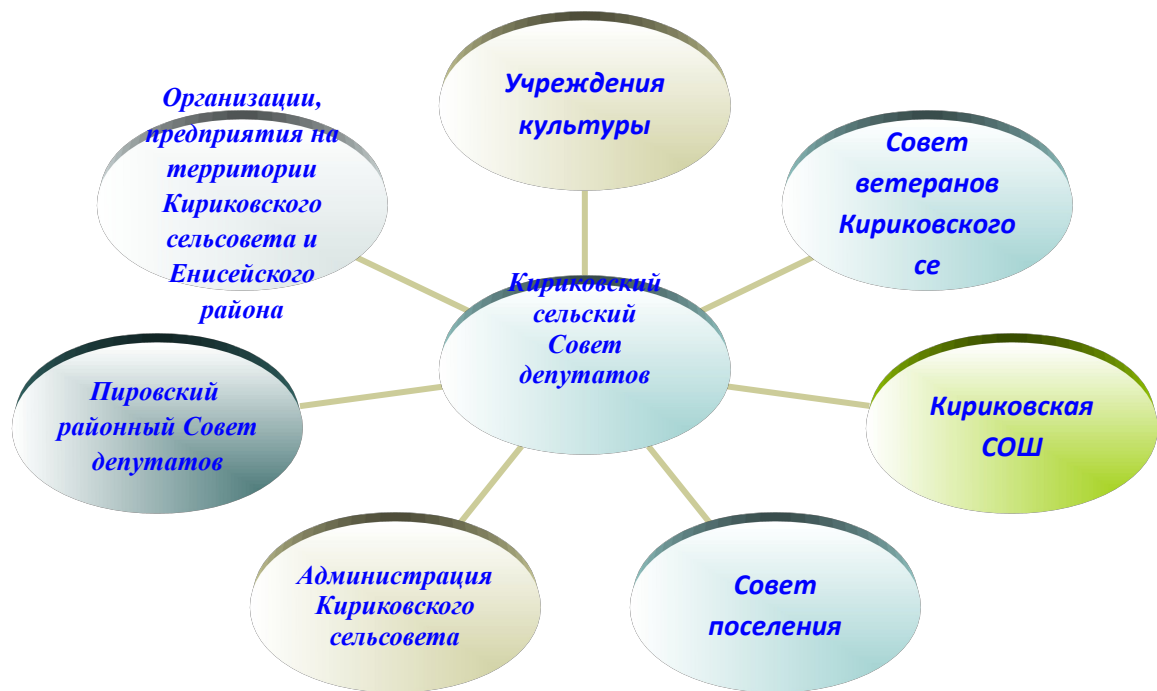 Учреждения
культуры
Организации,
предприятия на
территории
Кириковского
сельсовета и
Енисейского
района
Совет
ветеранов
Кириковского
се
Кириковский
сельский
Совет
депутатов
Пировский
районный Совет
депутатов
Кириковская
СОШ
Администрация
Кириковского
сельсовета
Совет
поселения